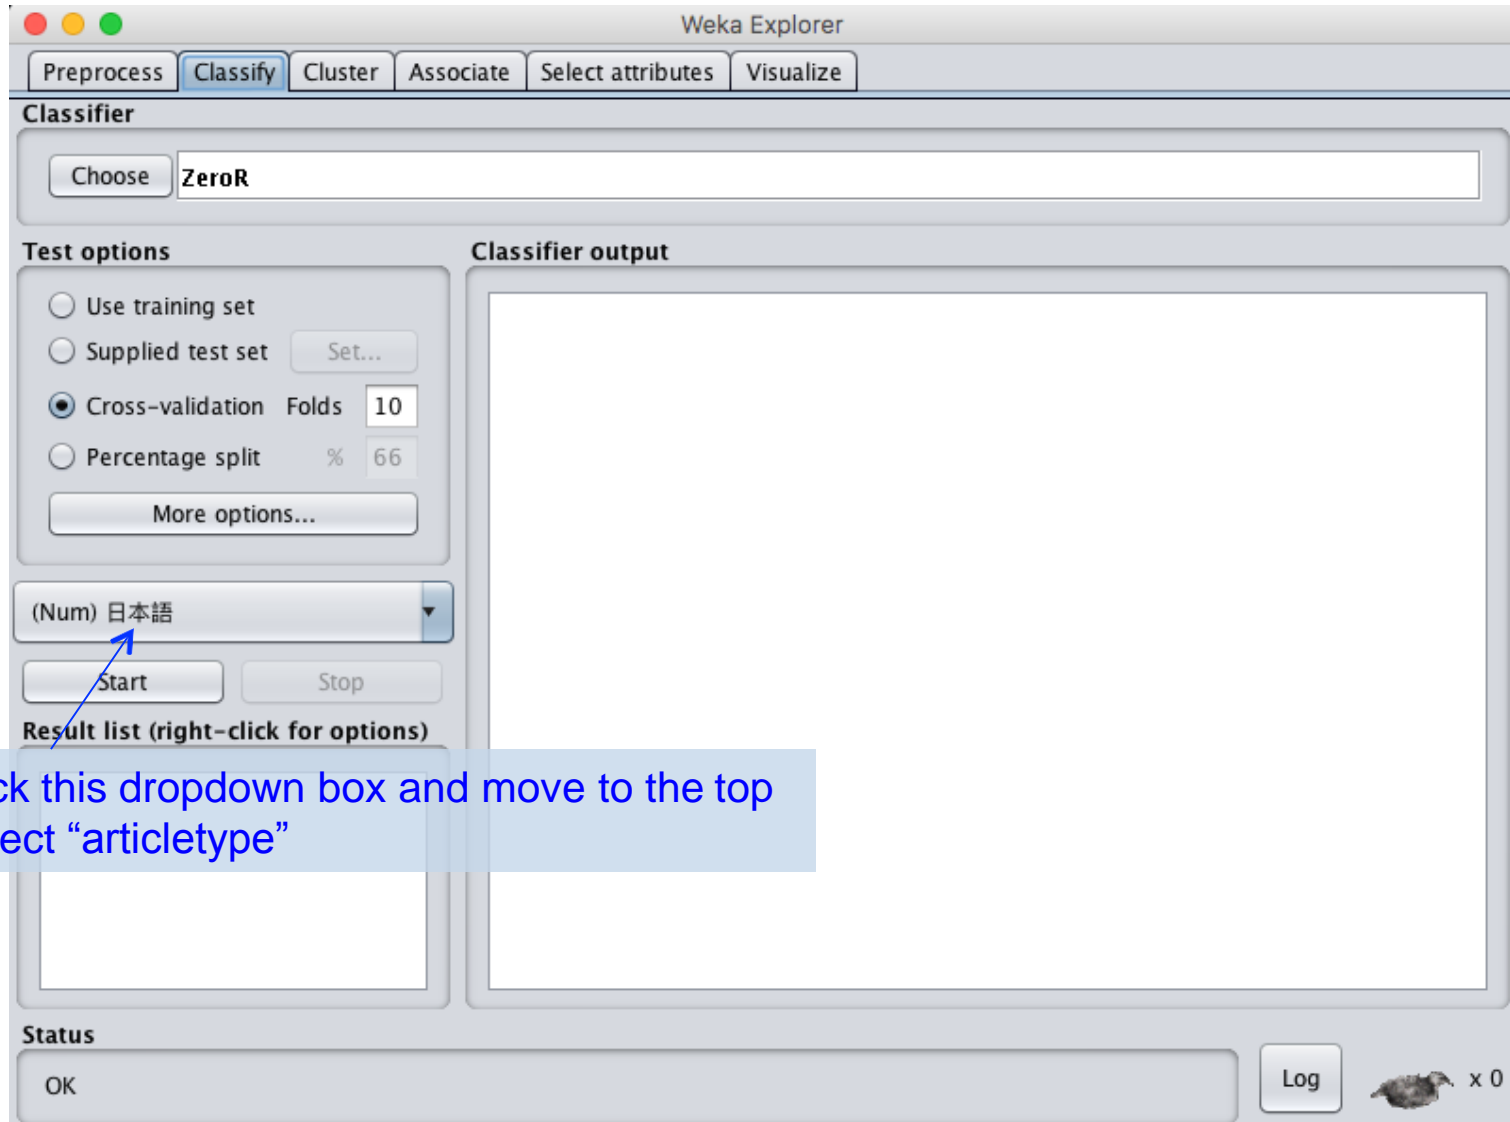 Weka Explorer
Preprocess Classify Cluster Associate Select attributes Visualize
Classifier
Choose ZeroR
Test options
Use training set
Supplied test set Set...
Cross-validation Folds 10
Percentage split % 66
More options...
(Num) 日本語
Start Stop
Result list (right-click for options)
Classifier output
ck this dropdown box and move to the top
ect “articletype”
Status
OK
Log x 0